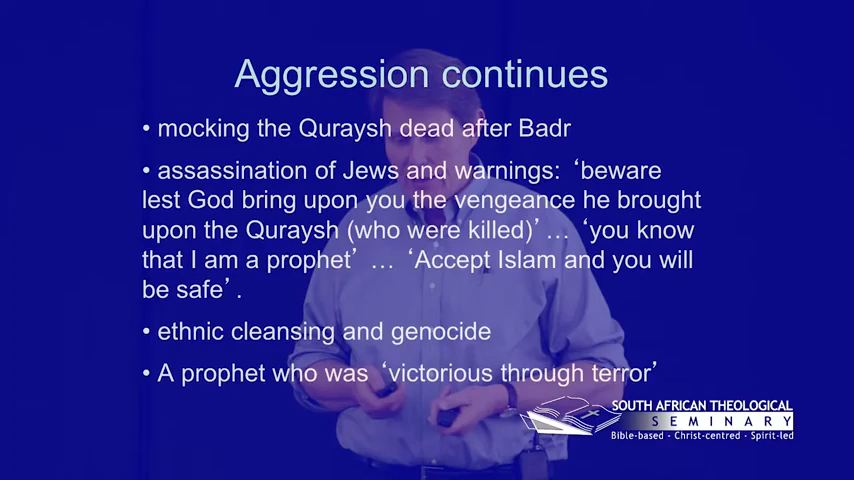 Aggression continues
• mocking the Quraysh dead after Badr
• assassination of Jews and warnings: ‘beware
lest God bring upon you the vengeance he brought
upon the Quraysh (who were killed)’ … ‘you know
that I am a prophet’ … ‘Accept Islam and you will
be safe’.
• ethnic cleansing and genocide
• A prophet who was ‘victorious through terror’
SOUTH AFRICAN THEOLOGICAL
SEMINARY
Bible-based - Christ-centred - Spirit-led